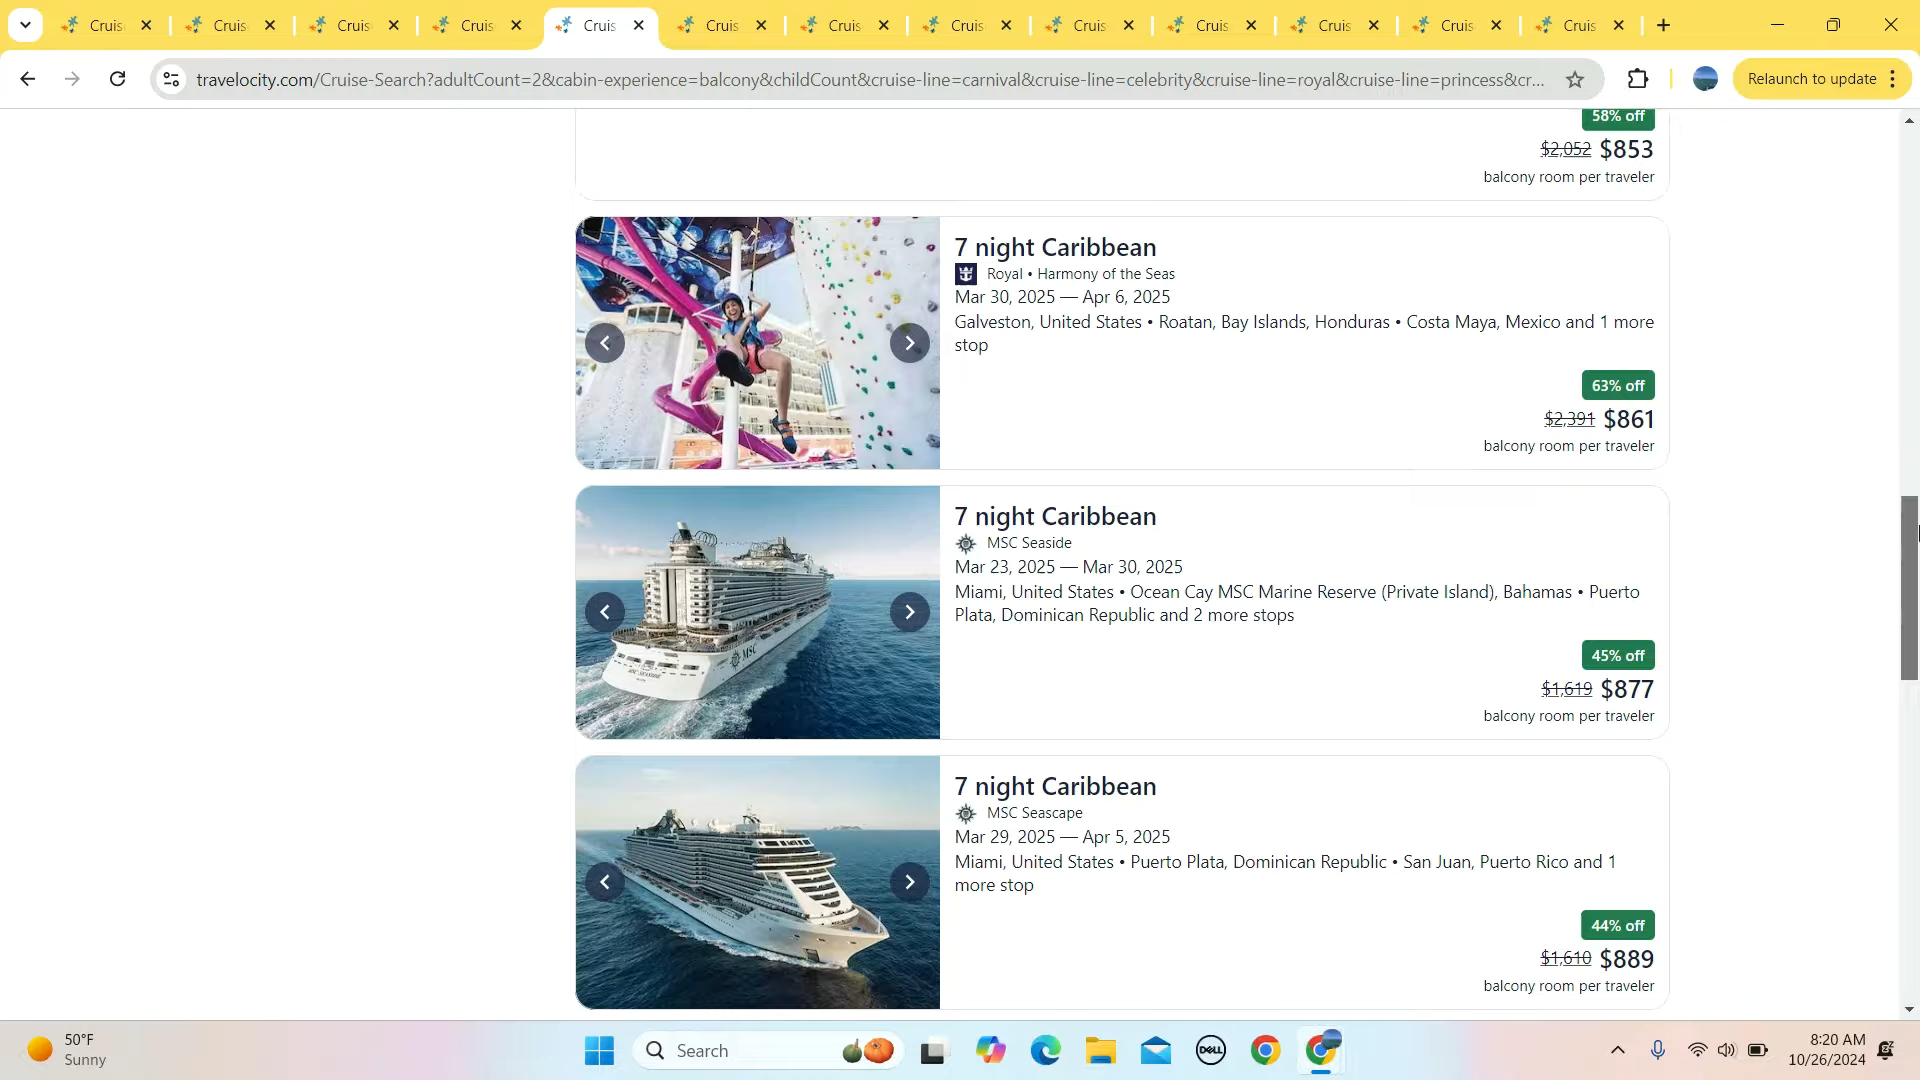 Cruis
Cruis
Cruis
Cruis
Cruis
Cruis
Cruis
Cruis
Cruis
Cruis
Cruis
Cruis
Cruis
travelocity.com/Cruise-Search?adultCount=2&cabin-experience=balcony&childCount&cruise-line=carnival&cruise-line=celebrity&cruise-line=royal&cruise-line=princess&cr...
Relaunch to update
58% off
$2,052 $853
balcony room per traveler
7 night Caribbean
Royal • Harmony of the Seas
Mar 30, 2025 — Apr 6, 2025
Galveston, United States • Roatan, Bay Islands, Honduras • Costa Maya, Mexico and 1 more
stop
63% off
$2,391 $861
balcony room per traveler
7 night Caribbean
MSC Seaside
Mar 23, 2025 — Mar 30, 2025
Miami, United States • Ocean Cay MSC Marine Reserve (Private Island), Bahamas • Puerto
Plata, Dominican Republic and 2 more stops
45% off
$1,619 $877
balcony room per traveler
MSC
7 night Caribbean
MSC Seascape
Mar 29, 2025 — Apr 5, 2025
Miami, United States • Puerto Plata, Dominican Republic • San Juan, Puerto Rico and 1
more stop
44% off
$1,610 $889
balcony room per traveler
50°F
Sunny
Search
DELL
8:20 AM
10/26/2024